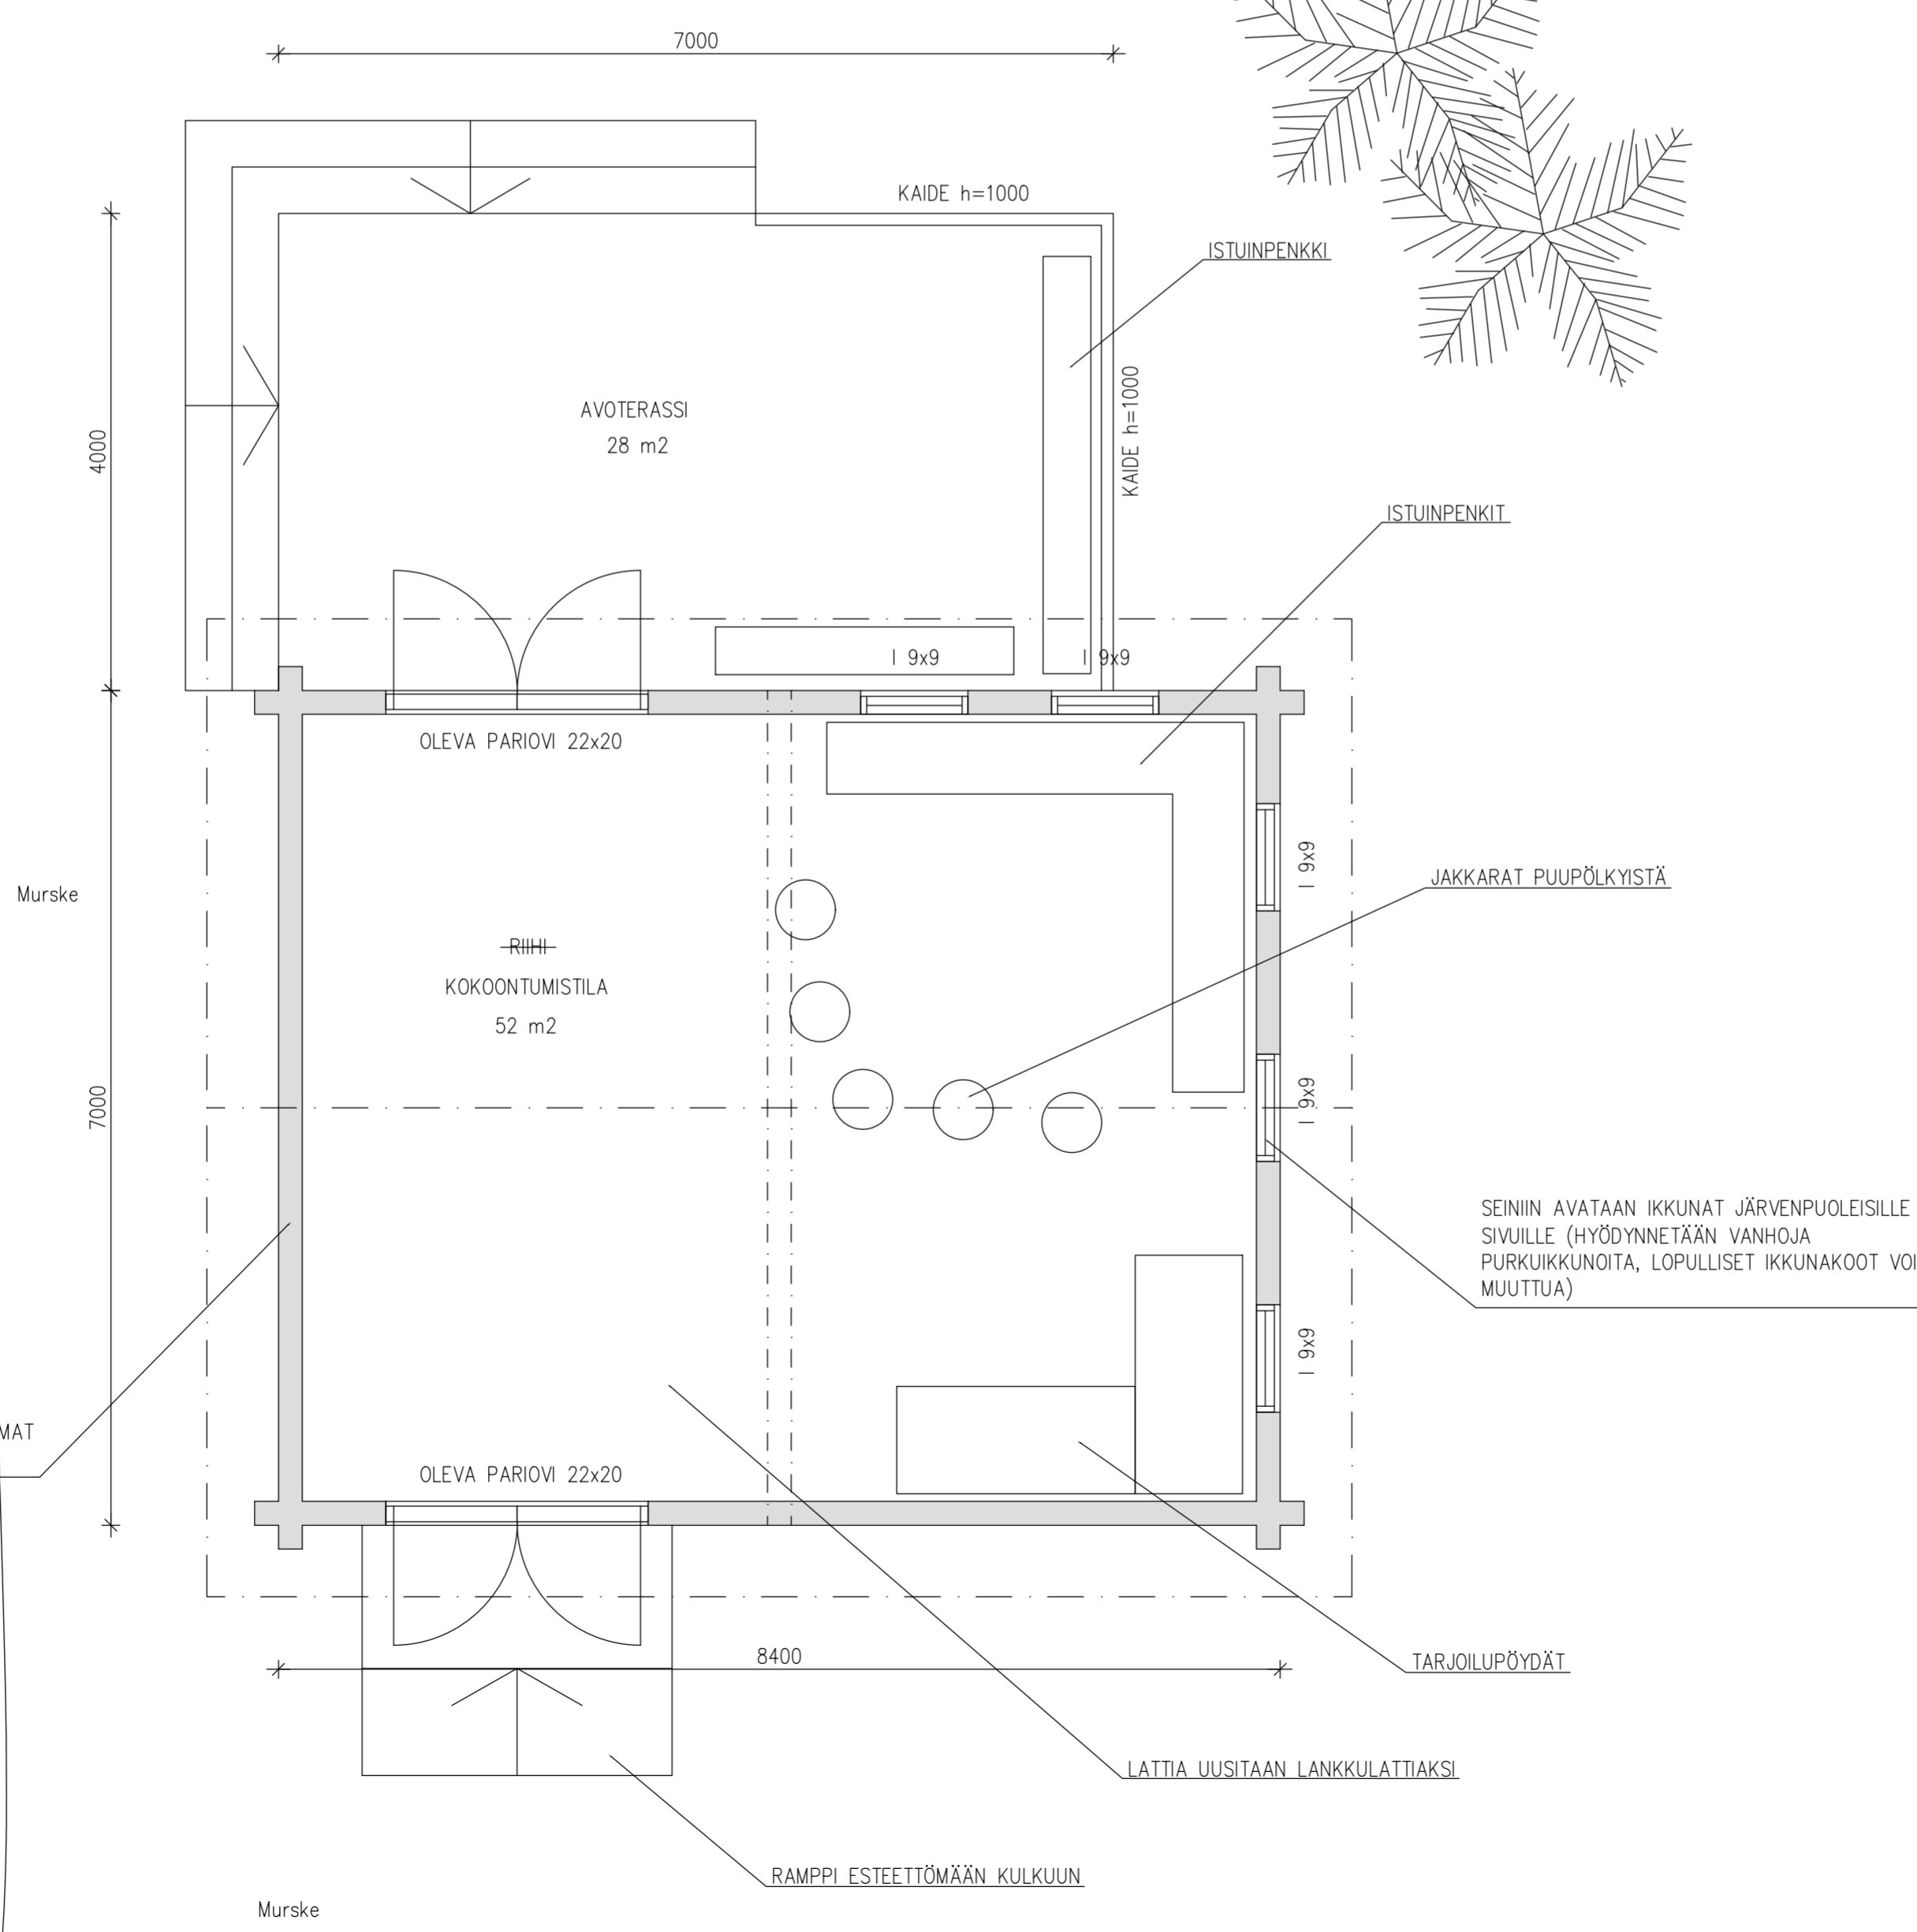 7000
KAIDE h=1000
ISTUINPENKKI
KAIDE h=1000
AVOTERASSI
28 m2
4000
ISTUINPENKIT
I 9x9
I 9x9
OLEVA PARIOVI 22x20
I 9x9
JAKKARAT PUUPÖLKYISTÄ
Murske
RIIHI
KOKOONTUMISTILA
52 m2
7000
I 9x9
SEINIIN AVATAAN IKKUNAT JÄRVENPUOLEISILLE
SIVUILLE (HYÖDYNNETÄÄN VANHOJA
PURKUIKKUNOITA, LOPULLISET IKKUNAKOOT VOI
MUUTTUA)
I 9x9
MAT
OLEVA PARIOVI 22x20
8400
TARJOILUPÖYDÄT
LATTIA UUSITAAN LANKKULATTIAKSI
RAMPPI ESTEETTÖMÄÄN KULKUUN
Murske